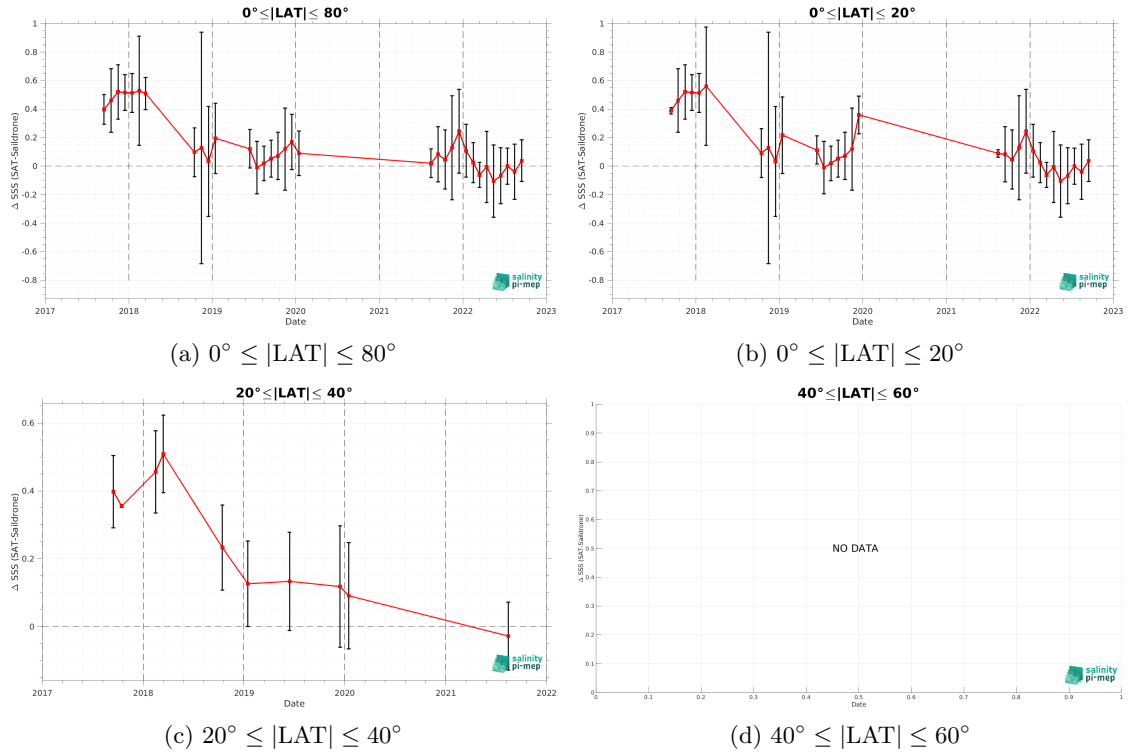 0°≤|LAT|≤ 80°
1
0.8
0.6
0.4
0.2
0
-0.2
-0.4
-0.6
-0.8
Δ SSS (SAT-Saildrone)
2017
2018
2019
2020
2021
2022
2023
Date
salinity
pi-mep
(a) 0° ≤ |LAT| ≤ 80°
0°≤|LAT|≤ 20°
1
0.8
0.6
0.4
0.2
0
-0.2
-0.4
-0.6
-0.8
Δ SSS (SAT-Saildrone)
2017
2018
2019
2020
2021
2022
2023
Date
salinity
pi-mep
(b) 0° ≤ |LAT| ≤ 20°
20°≤|LAT|≤ 40°
0.6
0.4
0.2
0
Δ SSS (SAT-Saildrone)
2017
2018
2019
2020
2021
2022
Date
salinity
pi-mep
(c) 20° ≤ |LAT| ≤ 40°
40°≤|LAT|≤ 60°
1
0.9
0.8
0.7
0.6
0.5
0.4
0.3
0.2
0.1
0
Δ SSS (SAT-Saildrone)
NO DATA
0
0.1
0.2
0.3
0.4
0.5
0.6
0.7
0.8
0.9
1
Date
salinity
pi-mep
(d) 40° ≤ |LAT| ≤ 60°